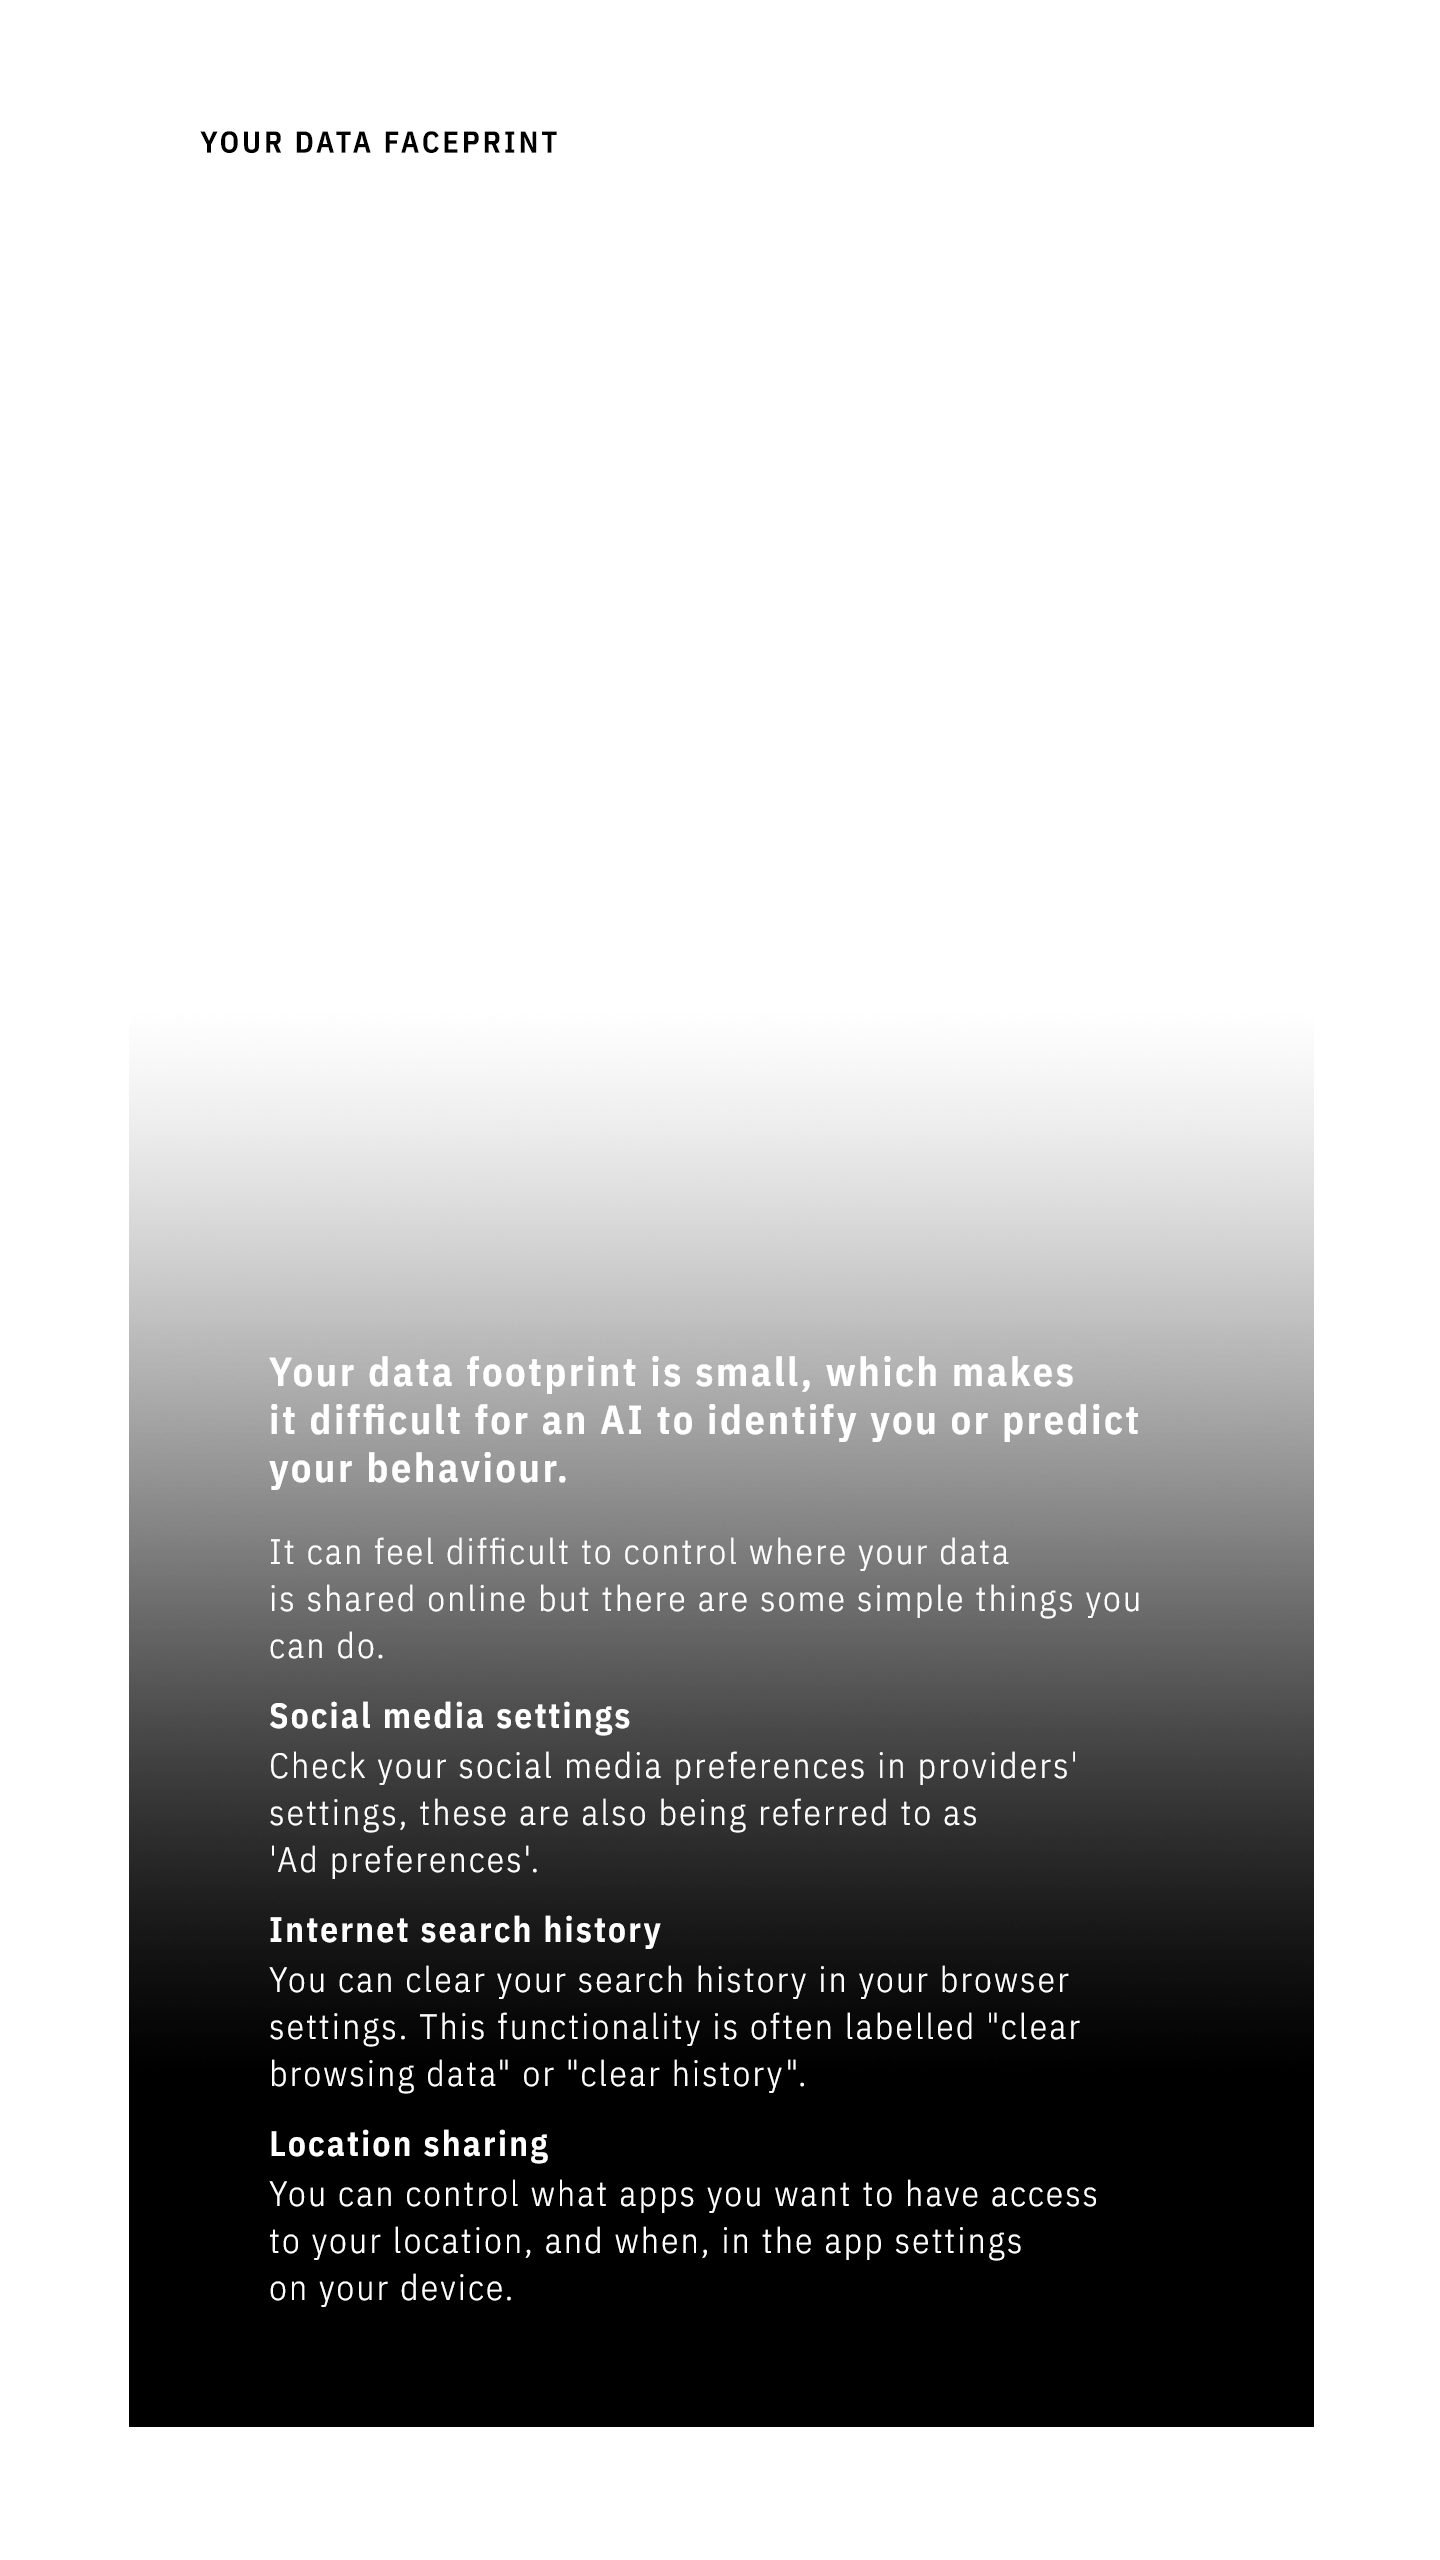 YOUR DATA FACEPRINT
Your data footprint is small, which makes
it difficult for an AI to identify you or predict
your behaviour.
It can feel difficult to control where your data
is shared online but there are some simple things you
can do.
Social media settings
Check your social media preferences in providers'
settings, these are also being referred to as
'Ad preferences'.
Internet search history
You can clear your search history in your browser
settings. This functionality is often labelled "clear
browsing data" or "clear history".
Location sharing
You can control what apps you want to have access
to your location, and when, in the app settings
on your device.